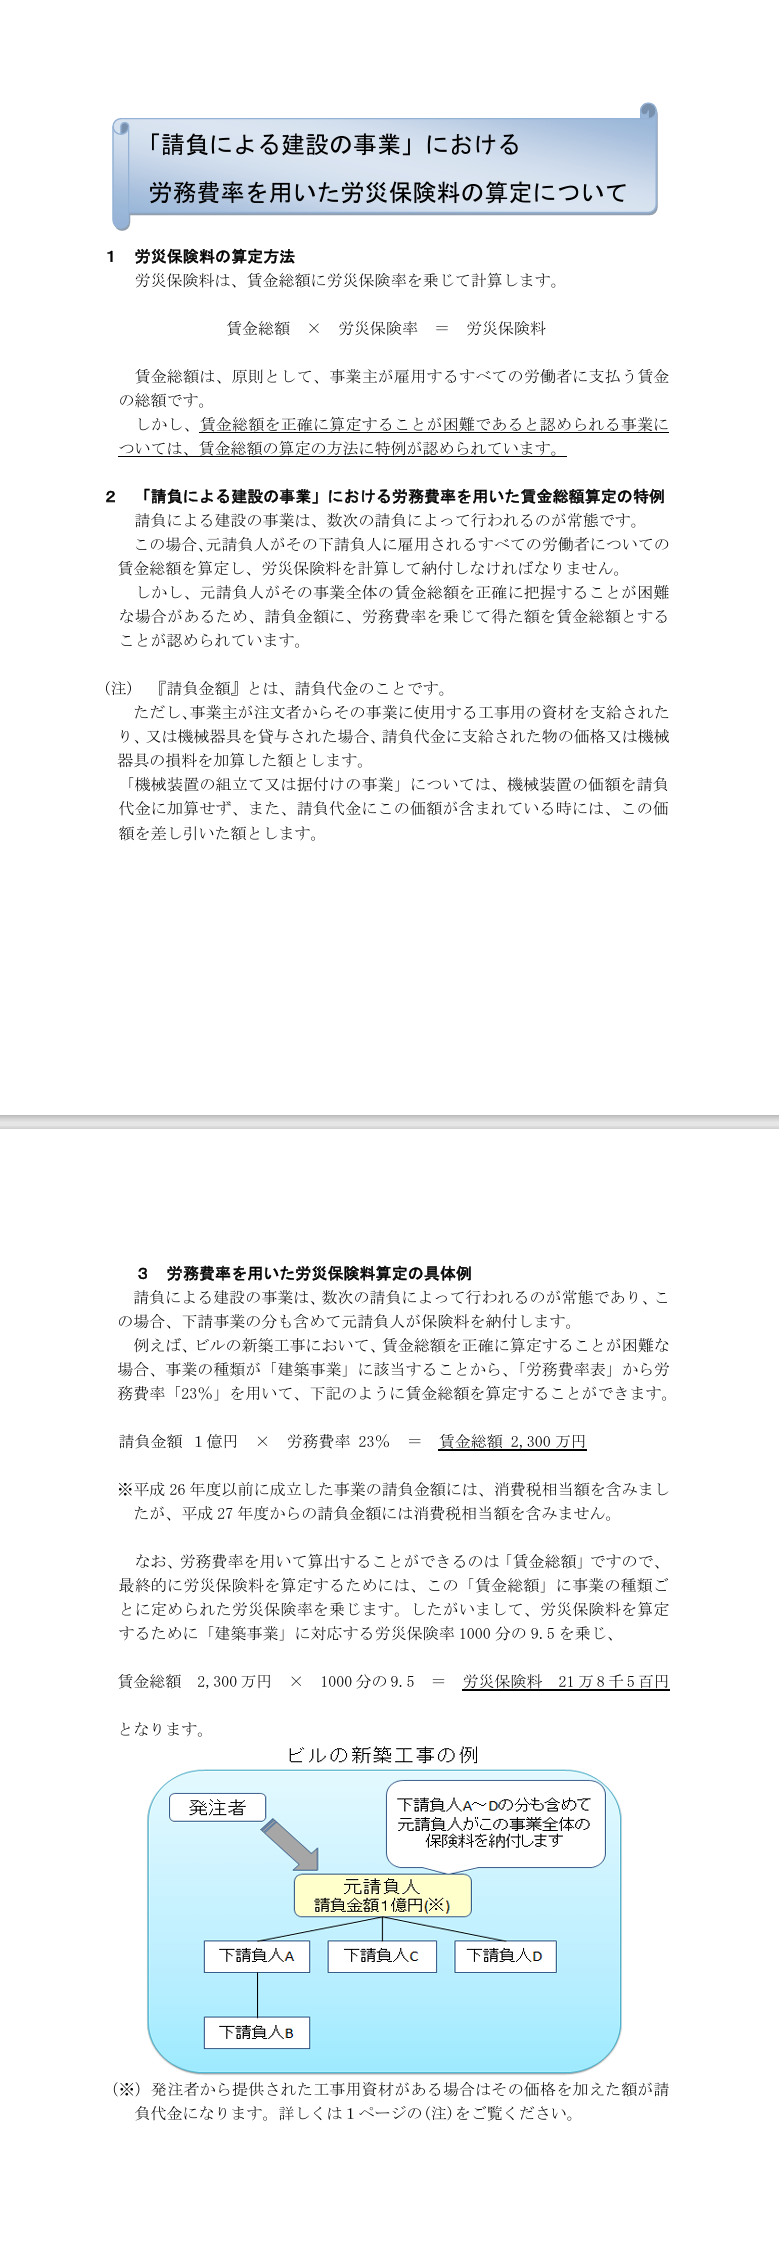 「請負による建設の事業」における
労務費率を用いた労災保険料の算定について
１　労災保険料の算定方法
労災保険料は、賃金総額に労災保険率を乗じて計算します。
賃金総額　×　労災保険率　＝　労災保険料
賃金総額は、原則として、事業主が雇用するすべての労働者に支払う賃金
の総額です。
しかし、賃金総額を正確に算定することが困難であると認められる事業に
ついては、賃金総額の算定の方法に特例が認められています。
２　「請負による建設の事業」における労務費率を用いた賃金総額算定の特例
請負による建設の事業は、数次の請負によって行われるのが常態です。
この場合、元請負人がその下請負人に雇用されるすべての労働者についての
賃金総額を算定し、労災保険料を計算して納付しなければなりません。
しかし、元請負人がその事業全体の賃金総額を正確に把握することが困難
な場合があるため、請負金額に、労務費率を乗じて得た額を賃金総額とする
ことが認められています。
(注)　『請負金額』とは、請負代金のことです。
ただし、事業主が注文者からその事業に使用する工事用の資材を支給された
り、又は機械器具を貸与された場合、請負代金に支給された物の価格又は機械
器具の損料を加算した額とします。
「機械装置の組立て又は据付けの事業」については、機械装置の価額を請負
代金に加算せず、また、請負代金にこの価額が含まれている時には、この価
額を差し引いた額とします。
３　労務費率を用いた労災保険料算定の具体例
請負による建設の事業は、数次の請負によって行われるのが常態であり、こ
の場合、下請事業の分も含めて元請負人が保険料を納付します。
例えば、ビルの新築工事において、賃金総額を正確に算定することが困難な
場合、事業の種類が「建築事業」に該当することから、「労務費率表」から労
務費率「23％」を用いて、下記のように賃金総額を算定することができます。
請負金額　１億円　×　労務費率 23％　＝　賃金総額 2,300 万円
※平成 26 年度以前に成立した事業の請負金額には、消費税相当額を含みまし
たが、平成 27 年度からの請負金額には消費税相当額を含みません。
なお、労務費率を用いて算出することができるのは「賃金総額」ですので、
最終的に労災保険料を算定するためには、この「賃金総額」に事業の種類ご
とに定められた労災保険率を乗じます。したがいまして、労災保険料を算定
するために「建築事業」に対応する労災保険率 1000 分の 9.5 を乗じ、
賃金総額　2,300 万円　×　1000 分の 9.5　＝　労災保険料　21 万８千５百円
となります。
ビルの新築工事の例
発注者
下請負人A～Dの分も含めて
元請負人がこの事業全体の
保険料を納付します
元請負人
請負金額１億円(※)
下請負人A
下請負人C
下請負人D
下請負人B
(※) 発注者から提供された工事用資材がある場合はその価格を加えた額が請
負代金になります。詳しくは１ページの(注)をご覧ください。